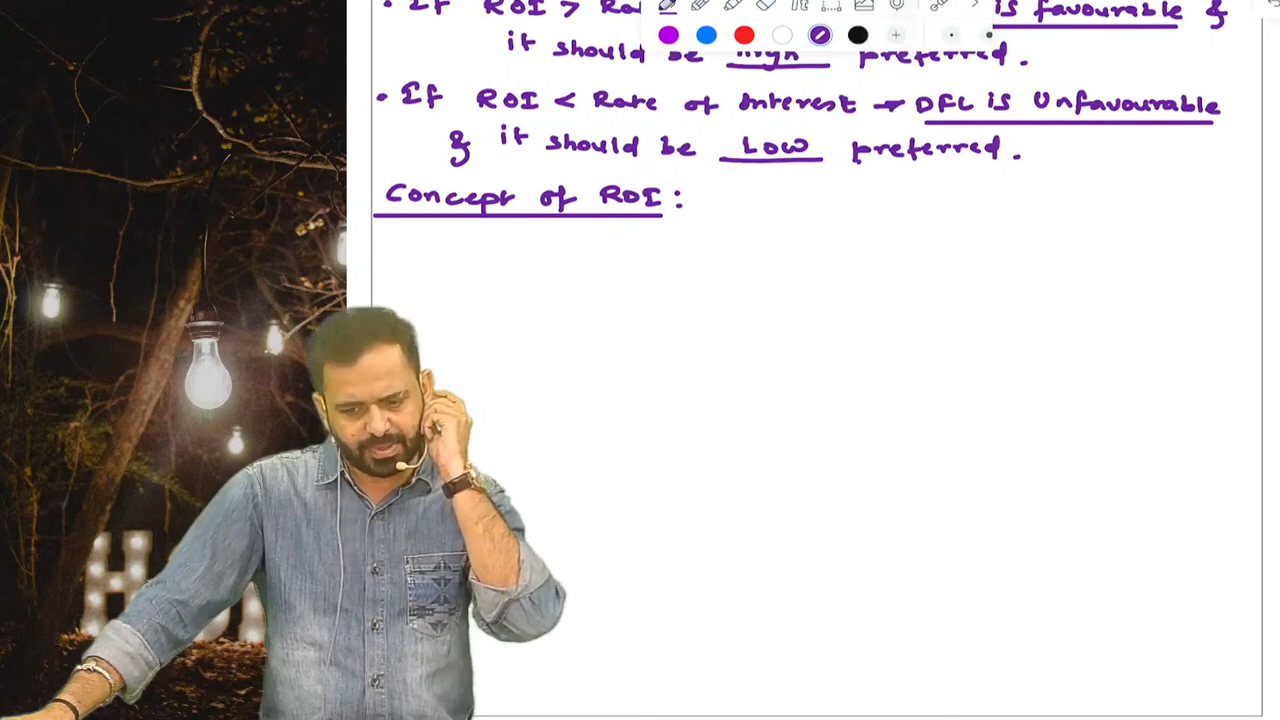 • If ROI > is favourable &
it should be High preferred.
• If ROI < Rate of Interest → DFL is Unfavourable
& it should be Low preferred.
Concept of ROI :